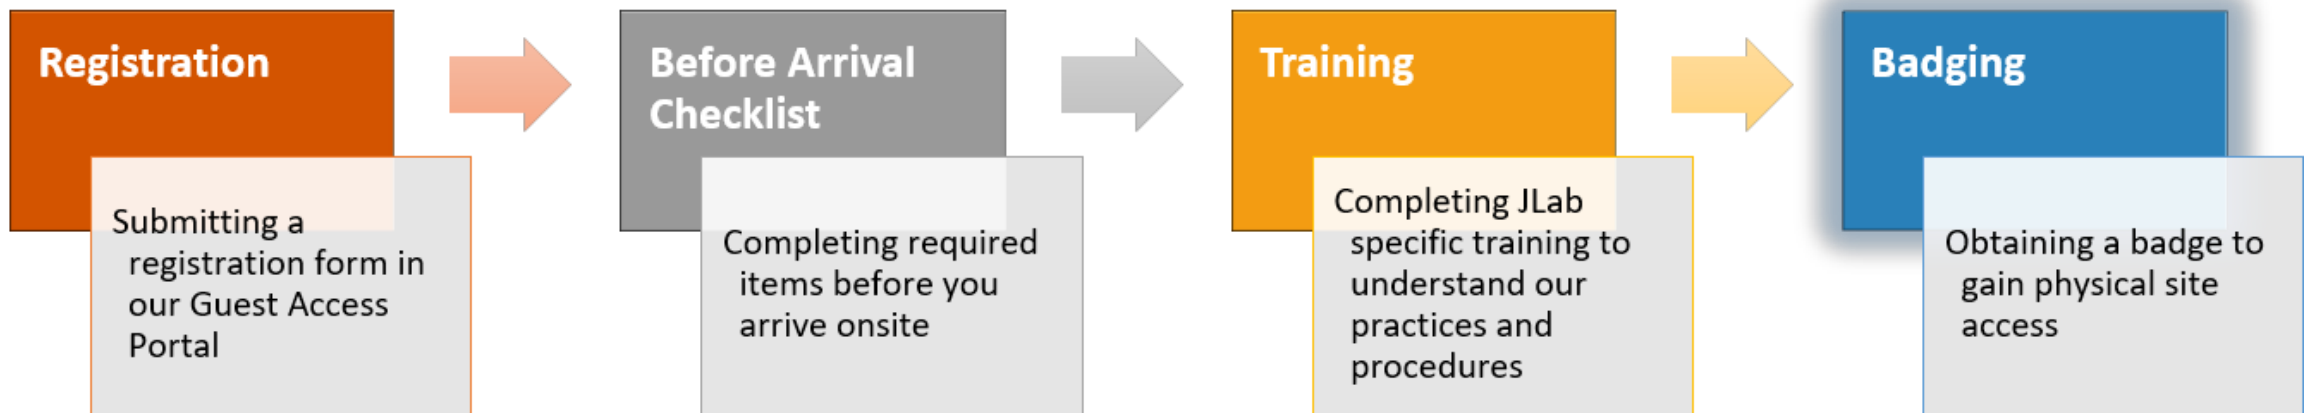 Registration
Submitting a
registration form in
our Guest Access
Portal
Before Arrival
Checklist
Completing required
items before you
arrive onsite
Training
Completing JLab
specific training to
understand our
practices and
procedures
Badging
Obtaining a badge to
gain physical site
access